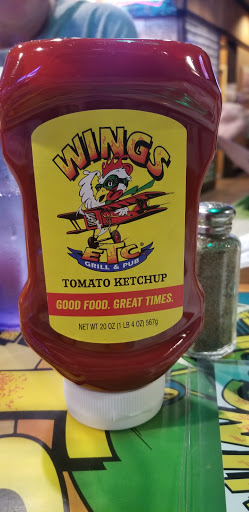 WINGS
ETC®
GRILL & PUB
TOMATO KETCHUP
GOOD FOOD. GREAT TIMES.
NET WT 20 OZ (1 LB 4 OZ) 567g